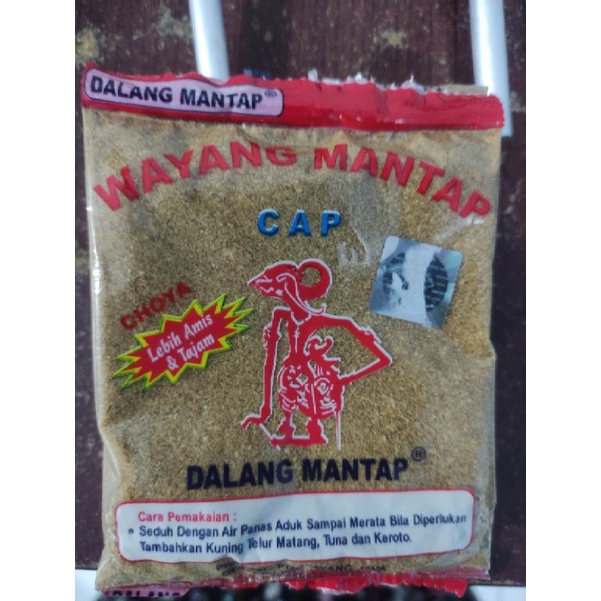 DALANG MANTAP®
WAYANG MANTAP
CAP
CHOYA
Lebih Amis
& Tajam
DALANG MANTAP®
Cara Pemakaian :
• Seduh Dengan Air Panas Aduk Sampai Merata Bila Diperlukan
Tambahkan Kuning Telur Matang, Tuna dan Keroto.
DALANG